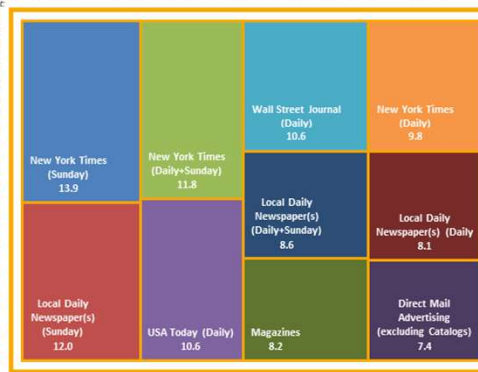 New York Times
(Sunday)
13.9
New York Times
(Daily+Sunday)
11.8
Wall Street Journal
(Daily)
10.6
New York Times
(Daily)
9.8
Local Daily
Newspaper(s)
(Daily+Sunday)
8.6
Local Daily
Newspaper(s) (Daily
8.1
Local Daily
Newspaper(s)
(Sunday)
12.0
USA Today (Daily)
10.6
Magazines
8.2
Direct Mail
Advertising
(excluding Catalogs)
7.4